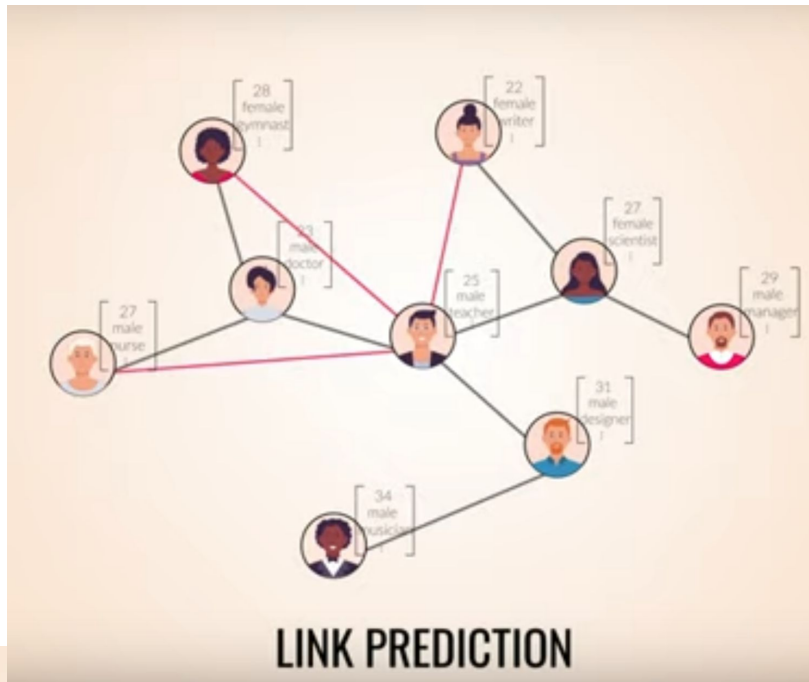 28
female
gymnast
⁝
22
female
writer
⁝
23
male
doctor
⁝
27
female
scientist
⁝
25
male
teacher
⁝
29
male
manager
⁝
27
male
nurse
⁝
31
male
designer
⁝
34
male
musician
⁝
LINK PREDICTION